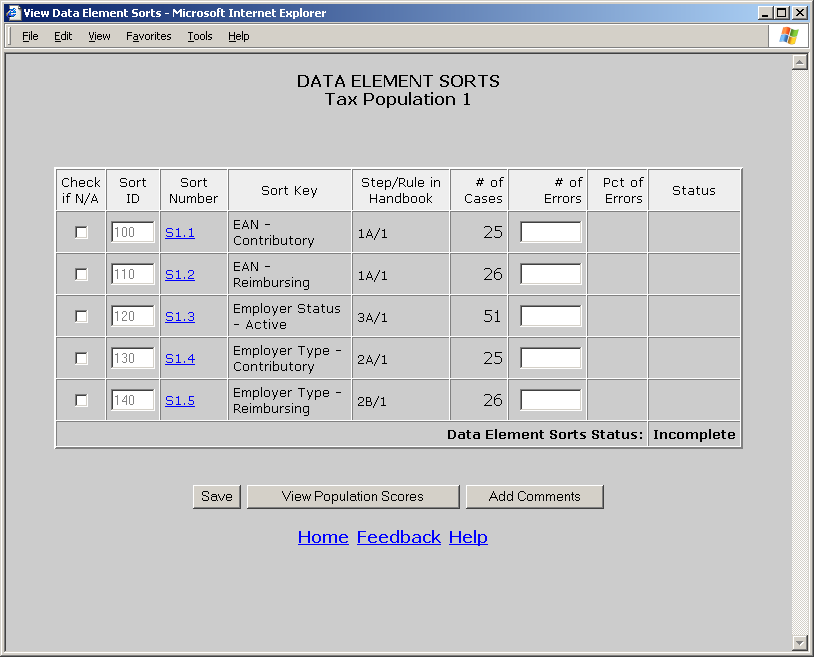 View Data Element Sorts - Microsoft Internet Explorer
File Edit View Favorites Tools Help
DATA ELEMENT SORTS
Tax Population 1
Check if N/A Sort ID Sort Number Sort Key Step/Rule in Handbook # of Cases # of Errors Pct of Errors Status
100 S1.1 EAN - Contributory 1A/1 25
110 S1.2 EAN - Reimbursing 1A/1 26
120 S1.3 Employer Status - Active 3A/1 51
130 S1.4 Employer Type - Contributory 2A/1 25
140 S1.5 Employer Type - Reimbursing 2B/1 26
Data Element Sorts Status: Incomplete
Save View Population Scores Add Comments
Home Feedback Help